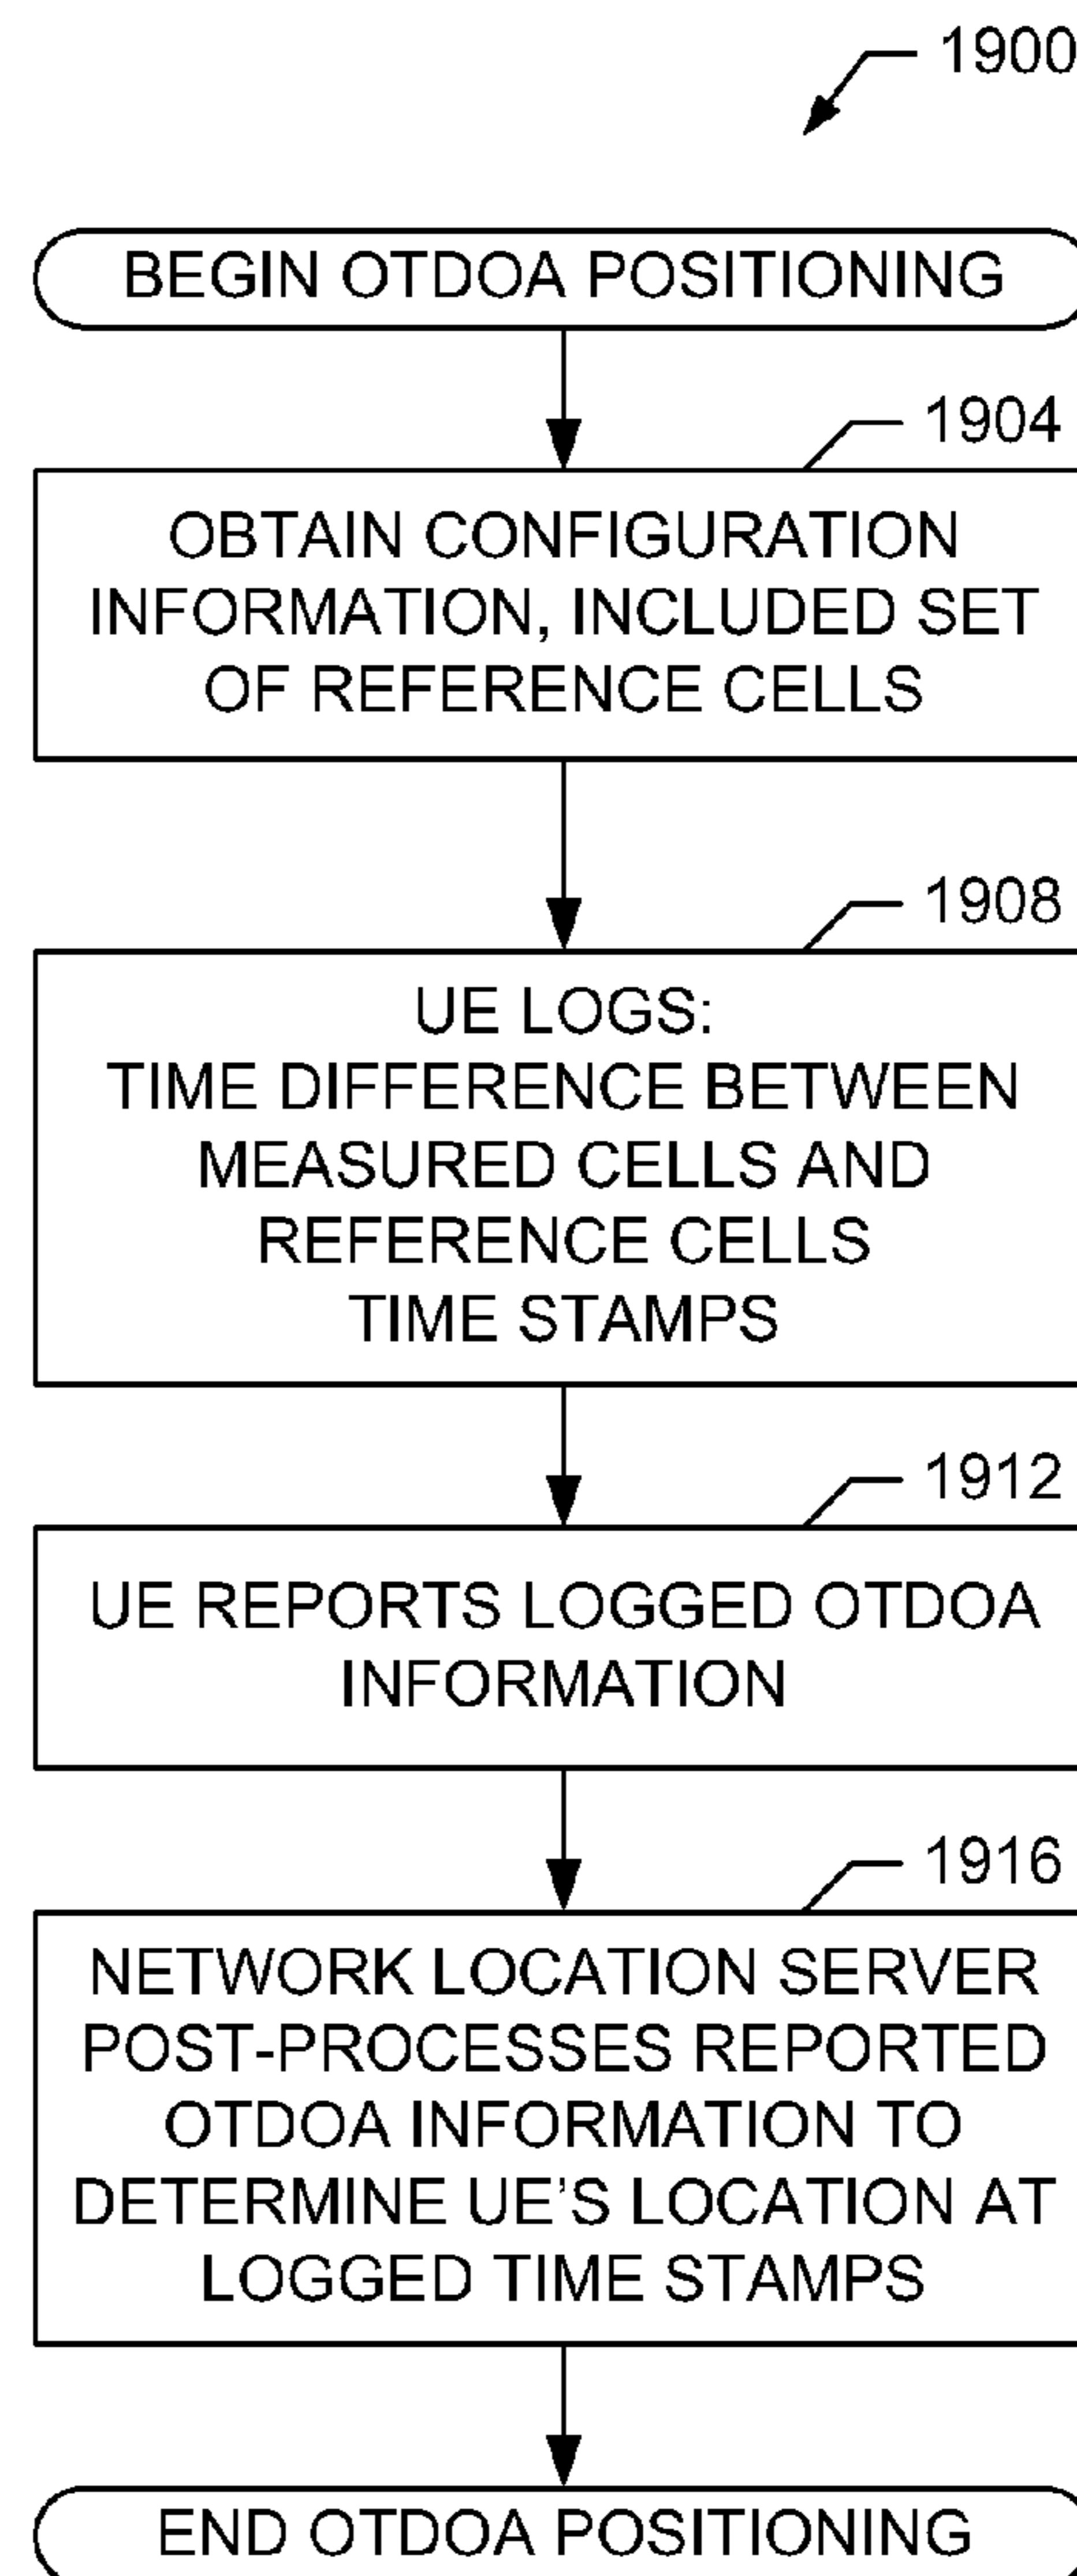 1900
BEGIN OTDOA POSITIONING
1904
OBTAIN CONFIGURATION
INFORMATION, INCLUDED SET
OF REFERENCE CELLS
1908
UE LOGS:
TIME DIFFERENCE BETWEEN
MEASURED CELLS AND
REFERENCE CELLS
TIME STAMPS
1912
UE REPORTS LOGGED OTDOA
INFORMATION
1916
NETWORK LOCATION SERVER
POST-PROCESSES REPORTED
OTDOA INFORMATION TO
DETERMINE UE'S LOCATION AT
LOGGED TIME STAMPS
END OTDOA POSITIONING